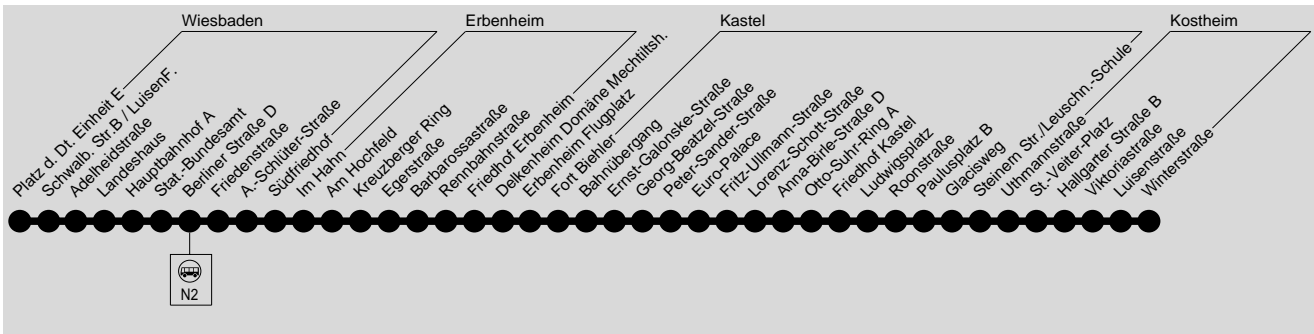 Wiesbaden
Erbenheim
Kastel
Kostheim
Platz d. Dt. Einheit E
Schwalb. Str.B / LuisenF.
Adelheidstraße
Landeshaus
Hauptbahnhof A
Stat.-Bundesamt
Berliner Straße D
Friedenstraße
A.-Schlüter-Straße
Südfriedhof
Im Hahn
Am Hochfeld
Kreuzberger Ring
Egerstraße
Barbarossastraße
Rennbahnstraße
Friedhof Erbenheim
Delkenheim Domäne Mechtiltsh.
Erbenheim Flugplatz
Fort Biehler
Bahnübergang
Ernst-Galonske-Straße
Georg-Beatzel-Straße
Peter-Sander-Straße
Euro-Palace
Fritz-Ullmann-Straße
Lorenz-Schott-Straße
Anna-Birle-Straße D
Otto-Suhr-Ring A
Friedhof Kastel
Ludwigsplatz
Roonstraße
Paulusplatz B
Glacisweg
Steinern Str./Leuschn.-Schule
Uthmannstraße
St.-Veiter-Platz
Hallgarter Straße B
Viktoriastraße
Luisenstraße
Winterstraße
N2